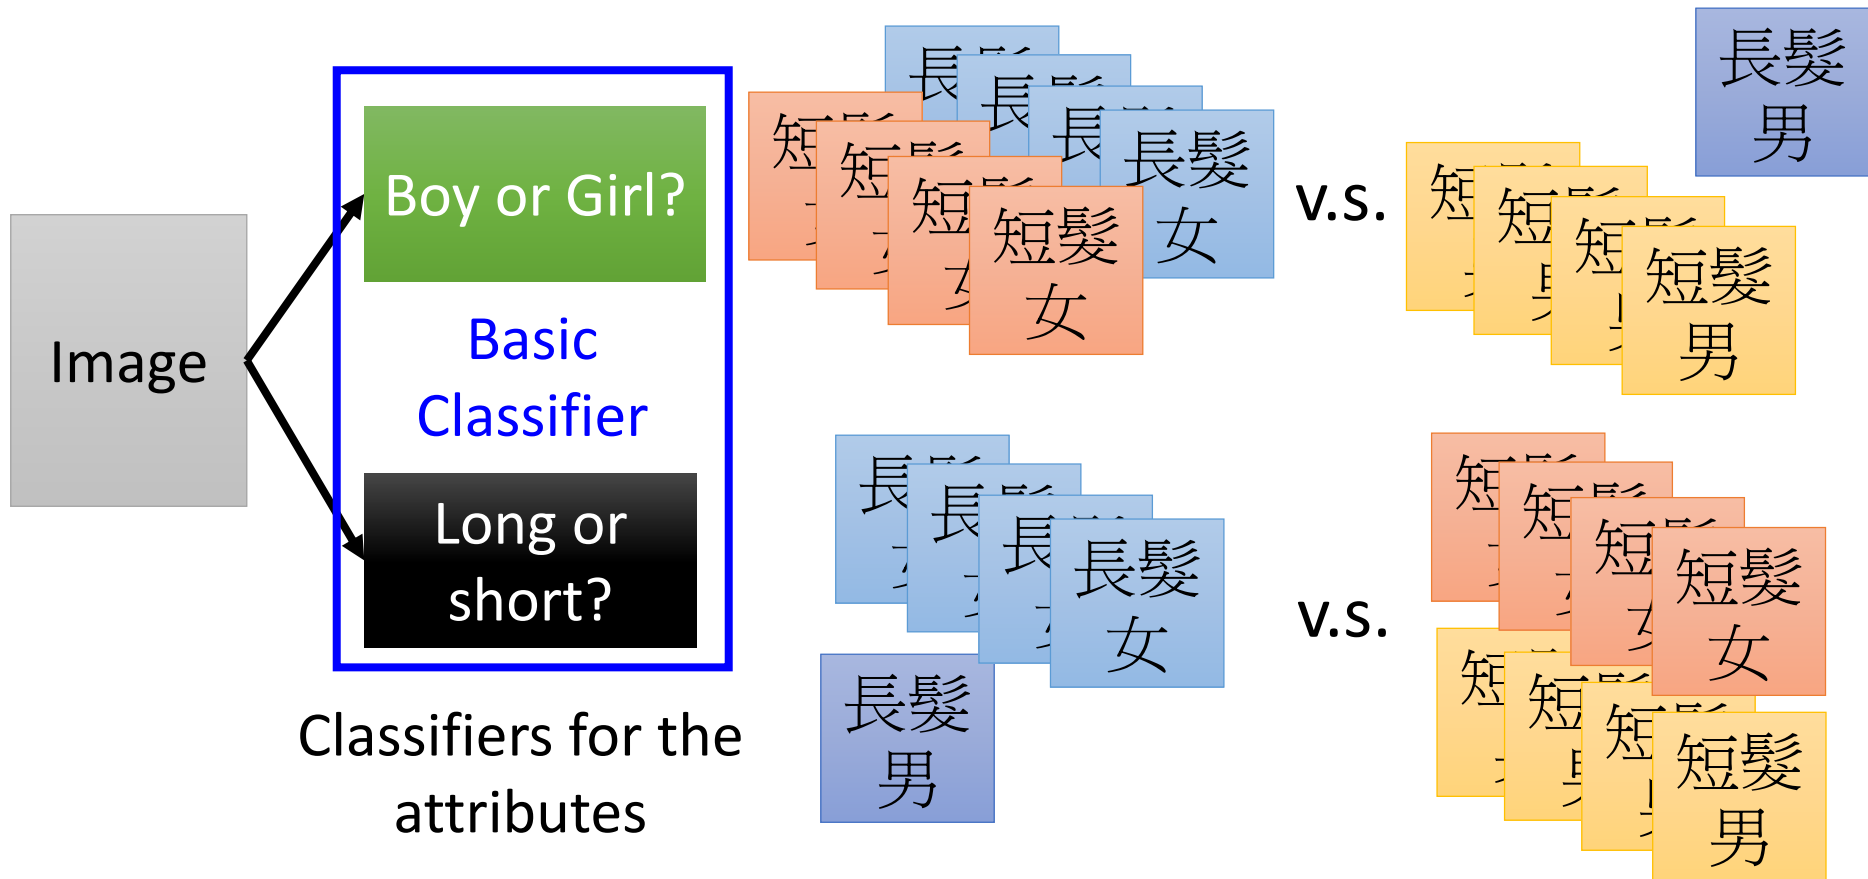 Image
Boy or Girl?
Basic
Classifier
Long or
short?
Classifiers for the
attributes
長髮
女
短髮
女
v.s.
長髮
男
短髮
男
長髮
女
長髮
男
v.s.
短髮
女
短髮
男